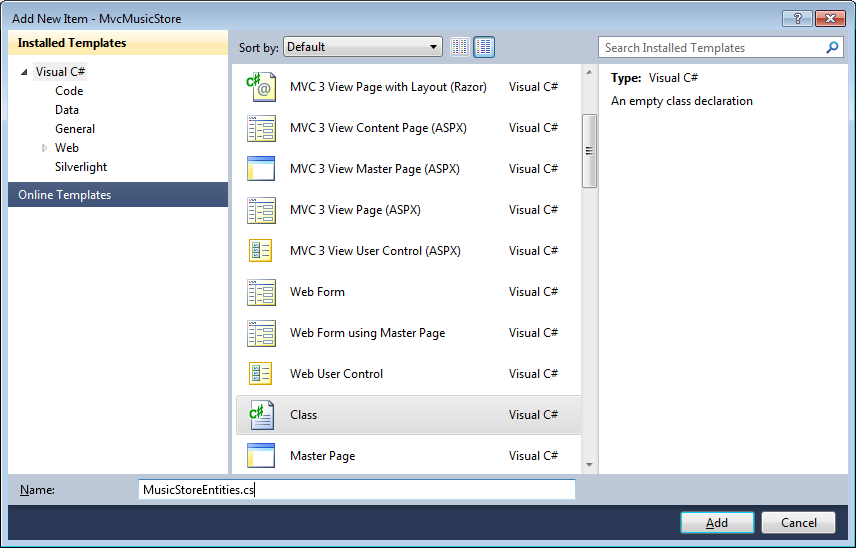 Add New Item - MvcMusicStore
Installed Templates
Visual C#
Code
Data
General
Web
Silverlight
Online Templates
Sort by: Default
Search Installed Templates
MVC 3 View Page with Layout (Razor) Visual C#
MVC 3 View Content Page (ASPX) Visual C#
MVC 3 View Master Page (ASPX) Visual C#
MVC 3 View Page (ASPX) Visual C#
MVC 3 View User Control (ASPX) Visual C#
Web Form Visual C#
Web Form using Master Page Visual C#
Web User Control Visual C#
Class Visual C#
Master Page Visual C#
Type: Visual C#
An empty class declaration
Name: MusicStoreEntities.cs
Add Cancel